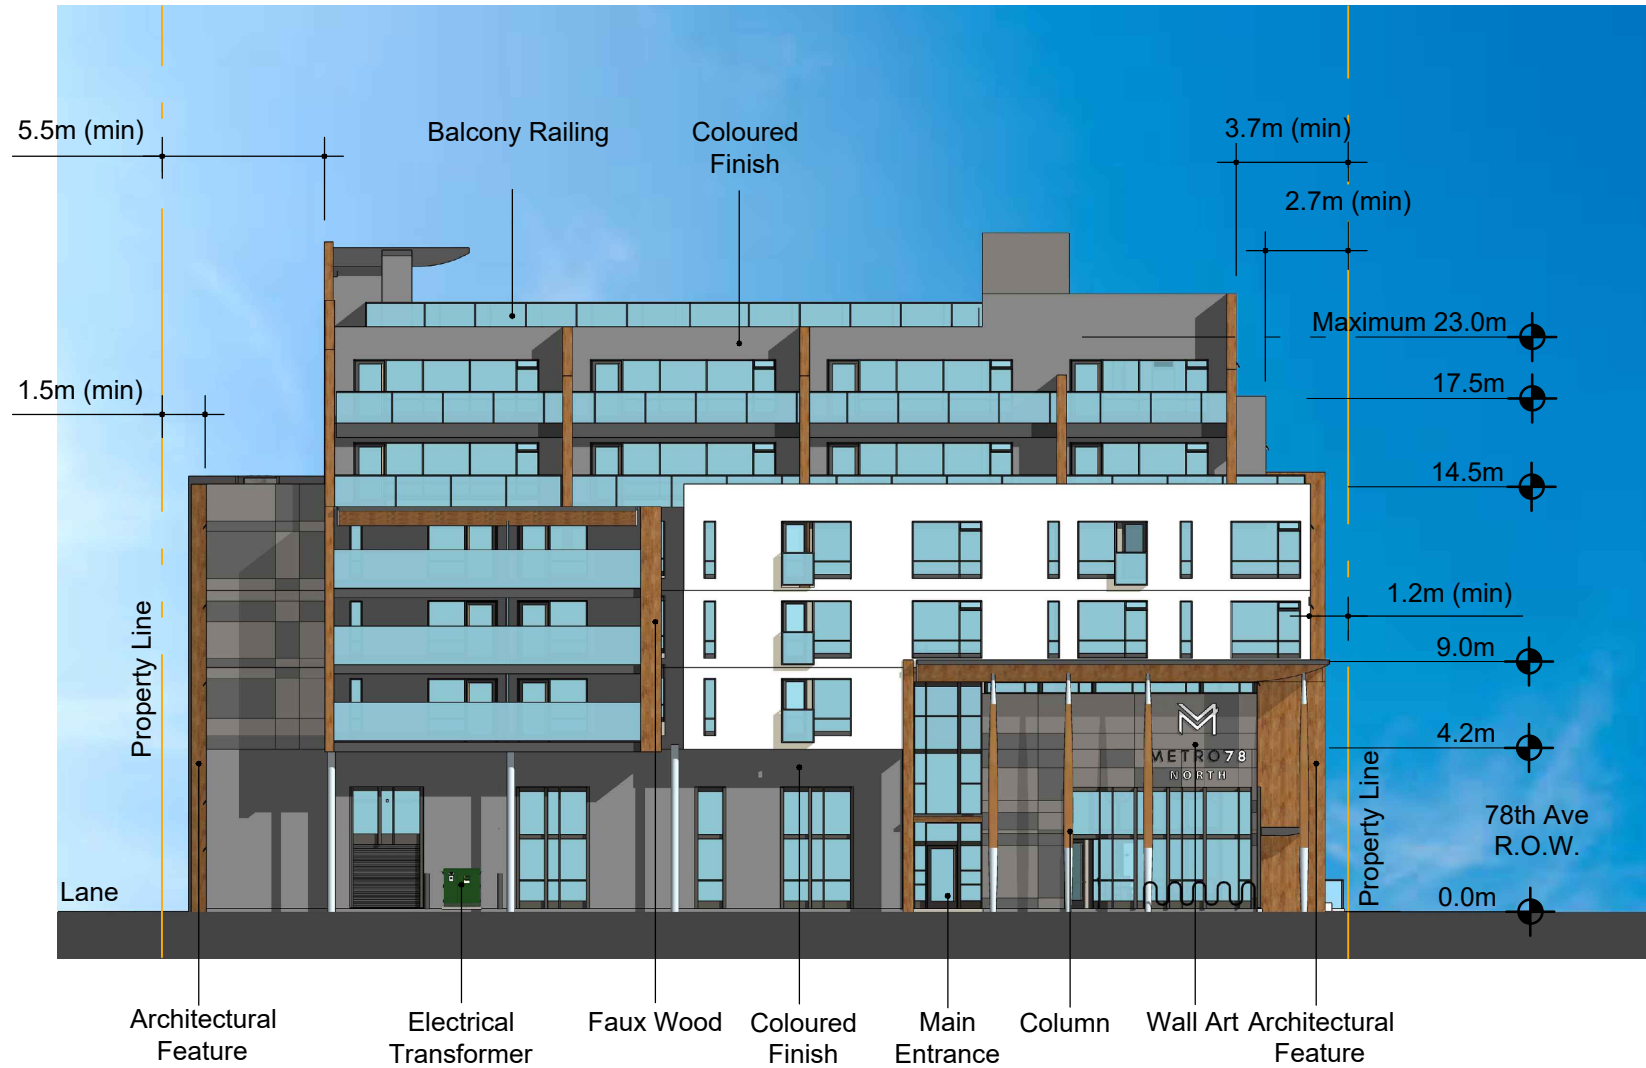 5.5m (min)
Balcony Railing
Coloured
Finish
3.7m (min)
2.7m (min)
Maximum 23.0m
17.5m
1.5m (min)
14.5m
1.2m (min)
9.0m
Property Line
4.2m
METRO78
NORTH
Property Line
78th Ave
R.O.W.
Lane
0.0m
Architectural
Feature
Electrical
Transformer
Faux Wood
Coloured
Finish
Main
Entrance
Column
Wall Art
Architectural
Feature